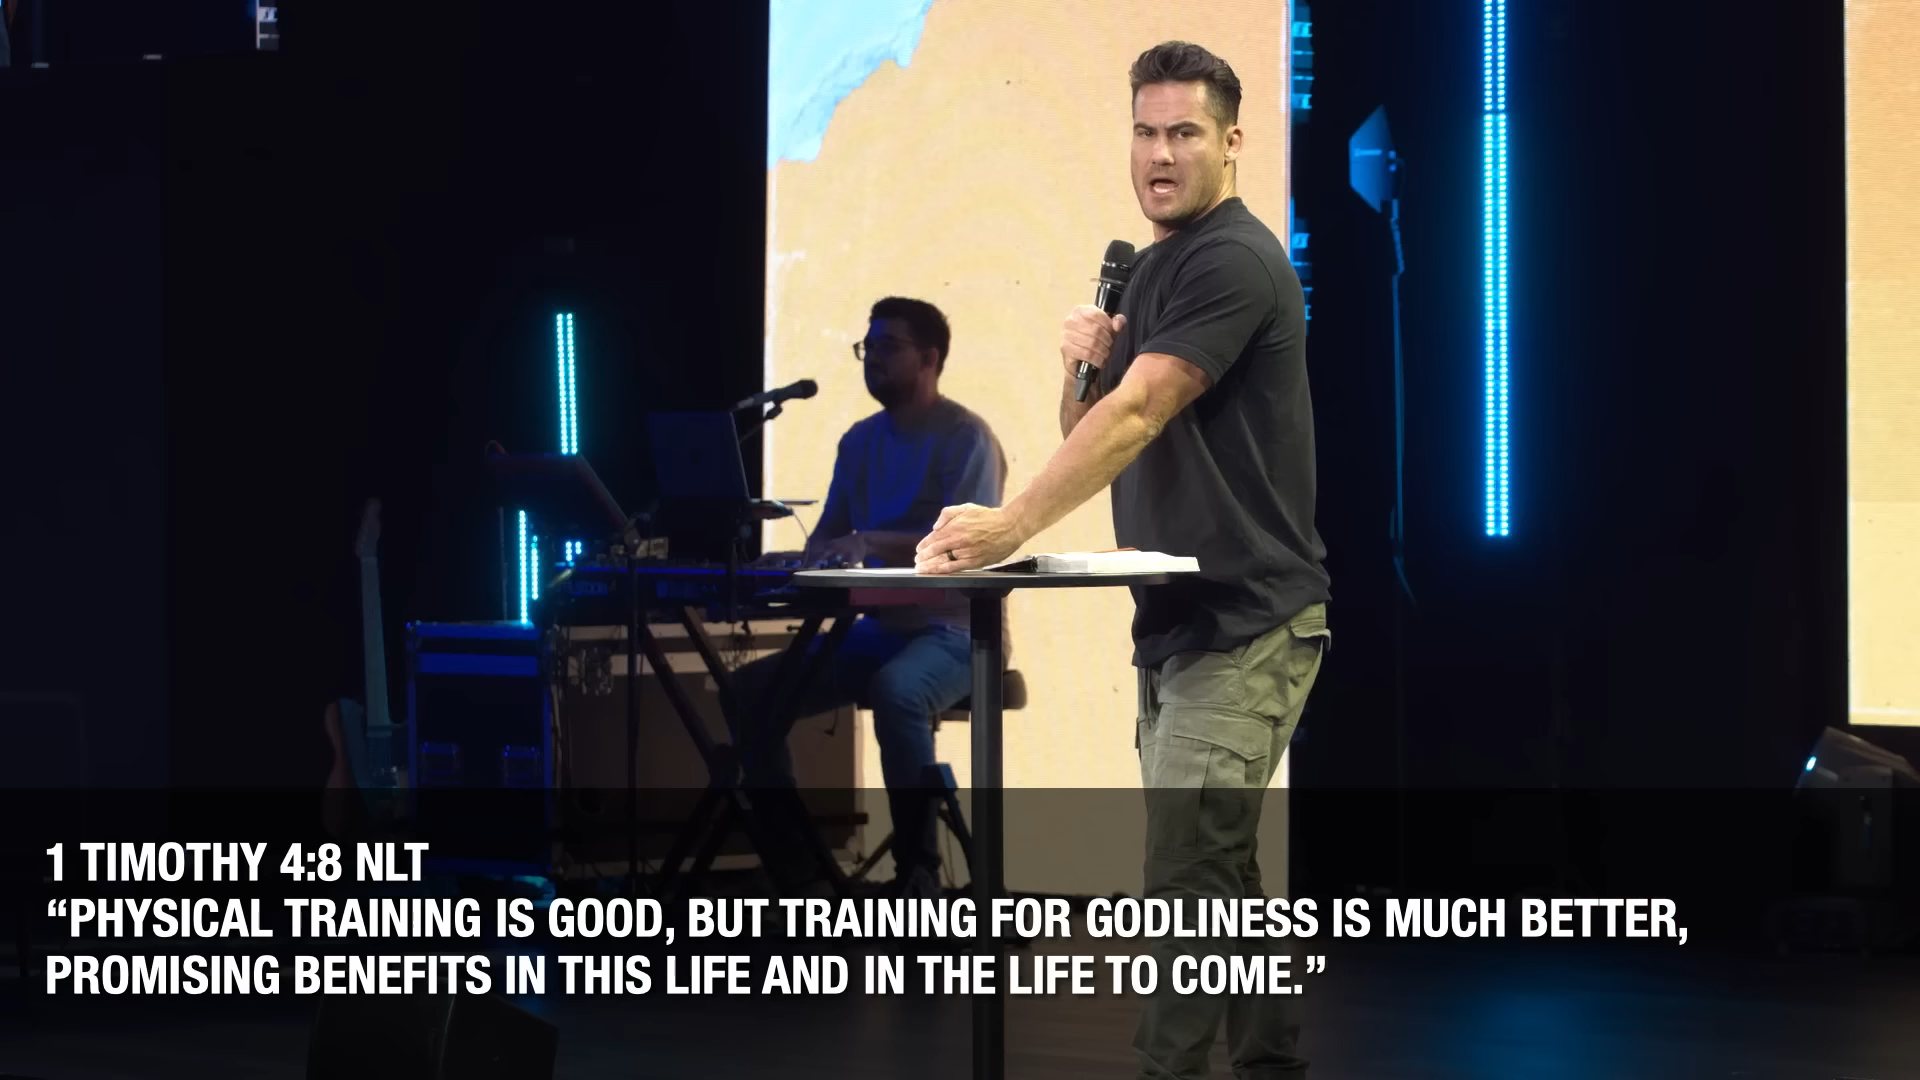 1 TIMOTHY 4:8 NLT
“PHYSICAL TRAINING IS GOOD, BUT TRAINING FOR GODLINESS IS MUCH BETTER,
PROMISING BENEFITS IN THIS LIFE AND IN THE LIFE TO COME.”